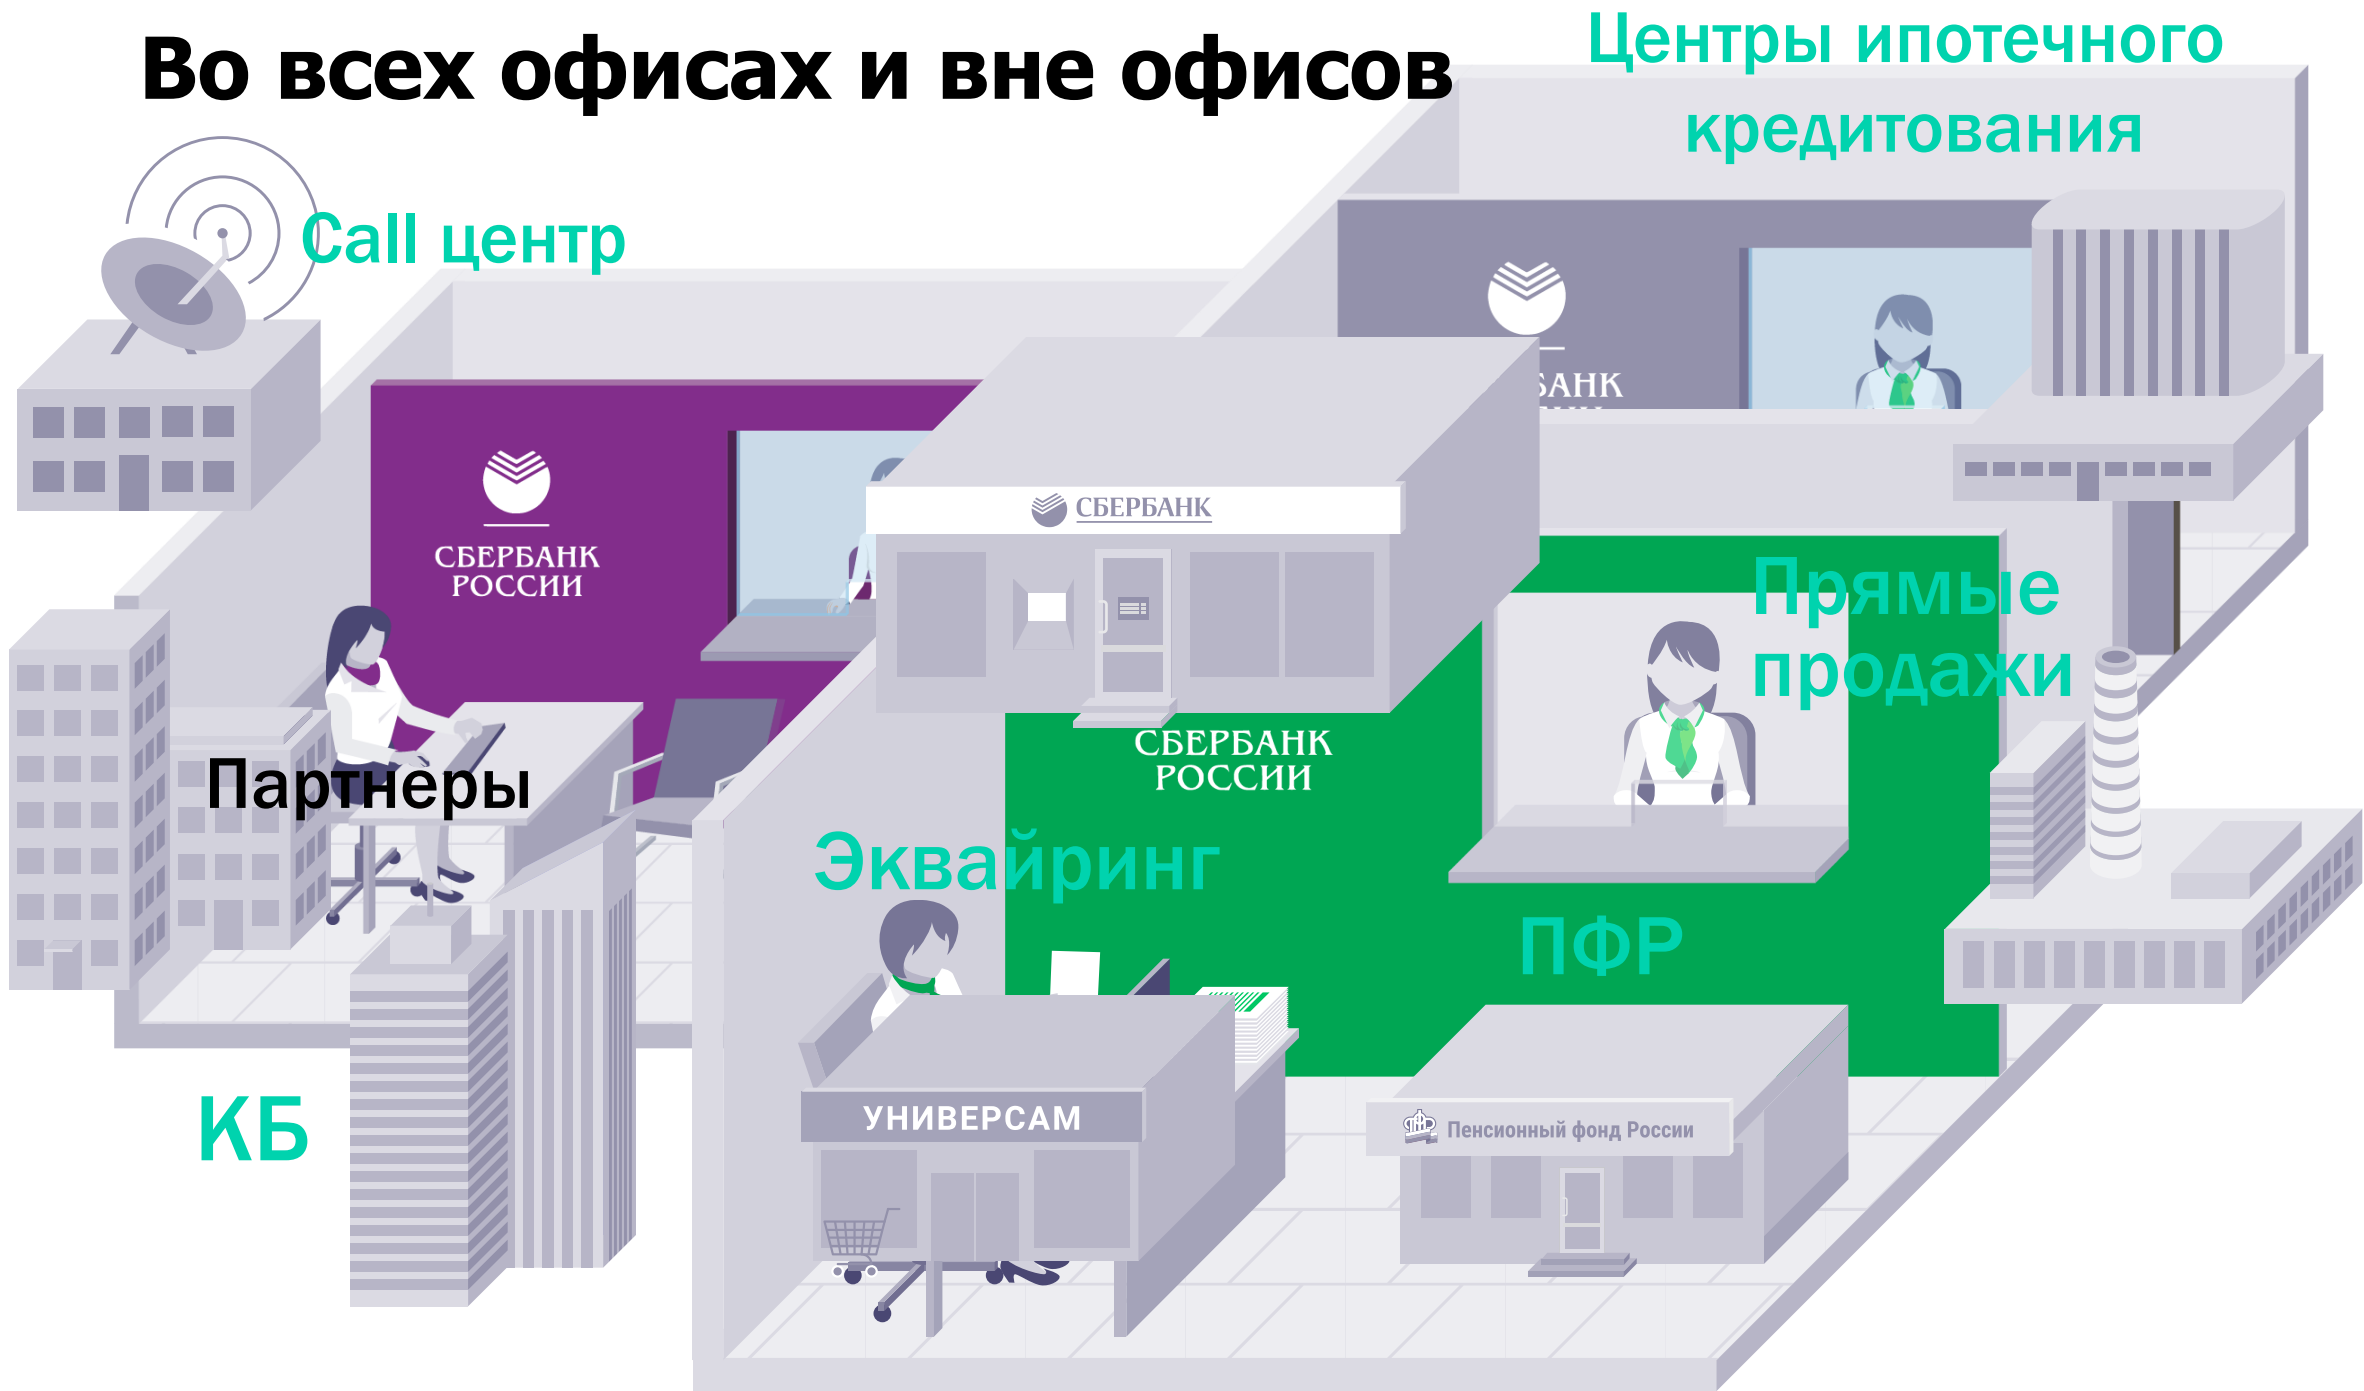 Во всех офисах и вне офисов
Центры ипотечного
кредитования
Call центр
БАНК
СБЕРБАНК
СБЕРБАНК
РОССИИ
Прямые
продажи
СБЕРБАНК
РОССИИ
Партнеры
Эквайринг
ПФР
КБ
УНИВЕРСАМ
Пенсионный фонд России